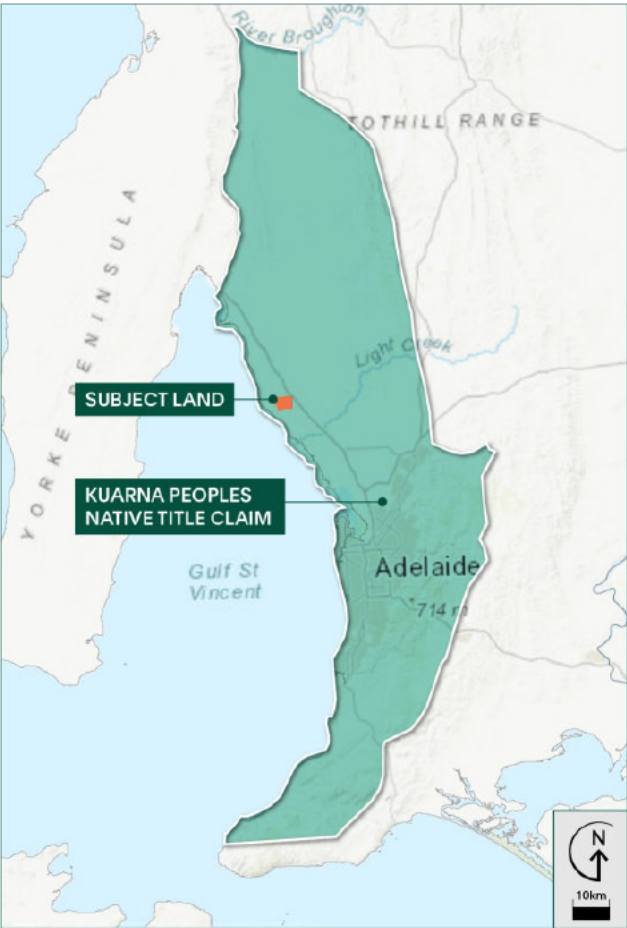 River Broughton
TOTHILL RANGE
YORKE PENINSULA
Light Creek
SUBJECT LAND
KUARNA PEOPLES
NATIVE TITLE CLAIM
Gulf St
Vincent
Adelaide
714 m
N
10km